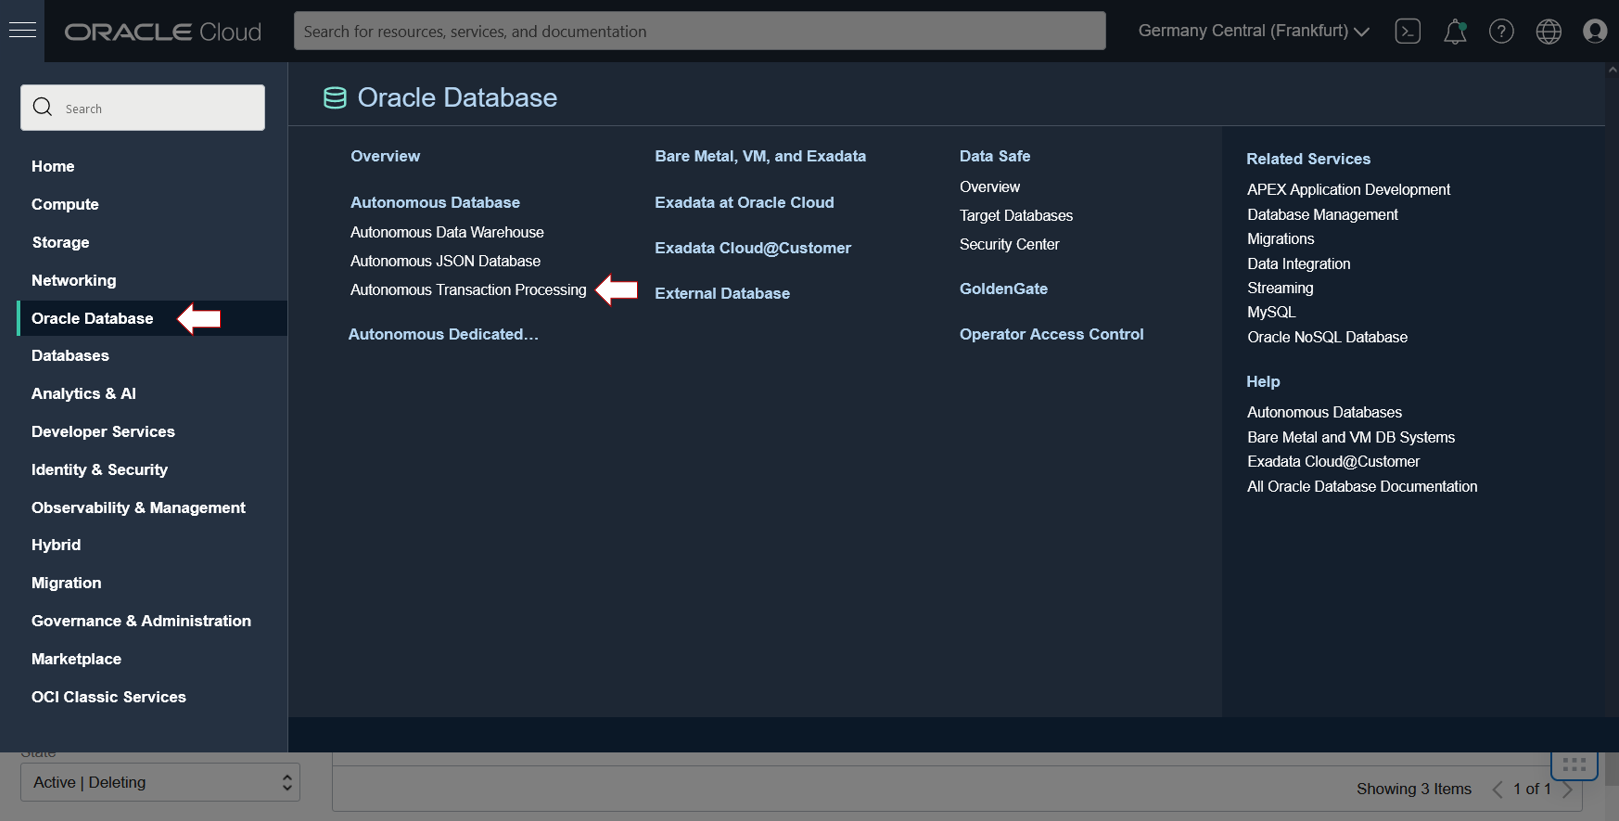 ORACLE Cloud
Search for resources, services, and documentation
Germany Central (Frankfurt)
Search
Home
Compute
Storage
Networking
Oracle Database
Databases
Analytics & AI
Developer Services
Identity & Security
Observability & Management
Hybrid
Migration
Governance & Administration
Marketplace
OCI Classic Services
Oracle Database
Overview
Autonomous Database
Autonomous Data Warehouse
Autonomous JSON Database
Autonomous Transaction Processing
Autonomous Dedicated...
Bare Metal, VM, and Exadata
Exadata at Oracle Cloud
Exadata Cloud@Customer
External Database
Data Safe
Overview
Target Databases
Security Center
GoldenGate
Operator Access Control
Related Services
APEX Application Development
Database Management
Migrations
Data Integration
Streaming
MySQL
Oracle NoSQL Database
Help
Autonomous Databases
Bare Metal and VM DB Systems
Exadata Cloud@Customer
All Oracle Database Documentation
State
Active | Deleting
Showing 3 Items
1 of 1